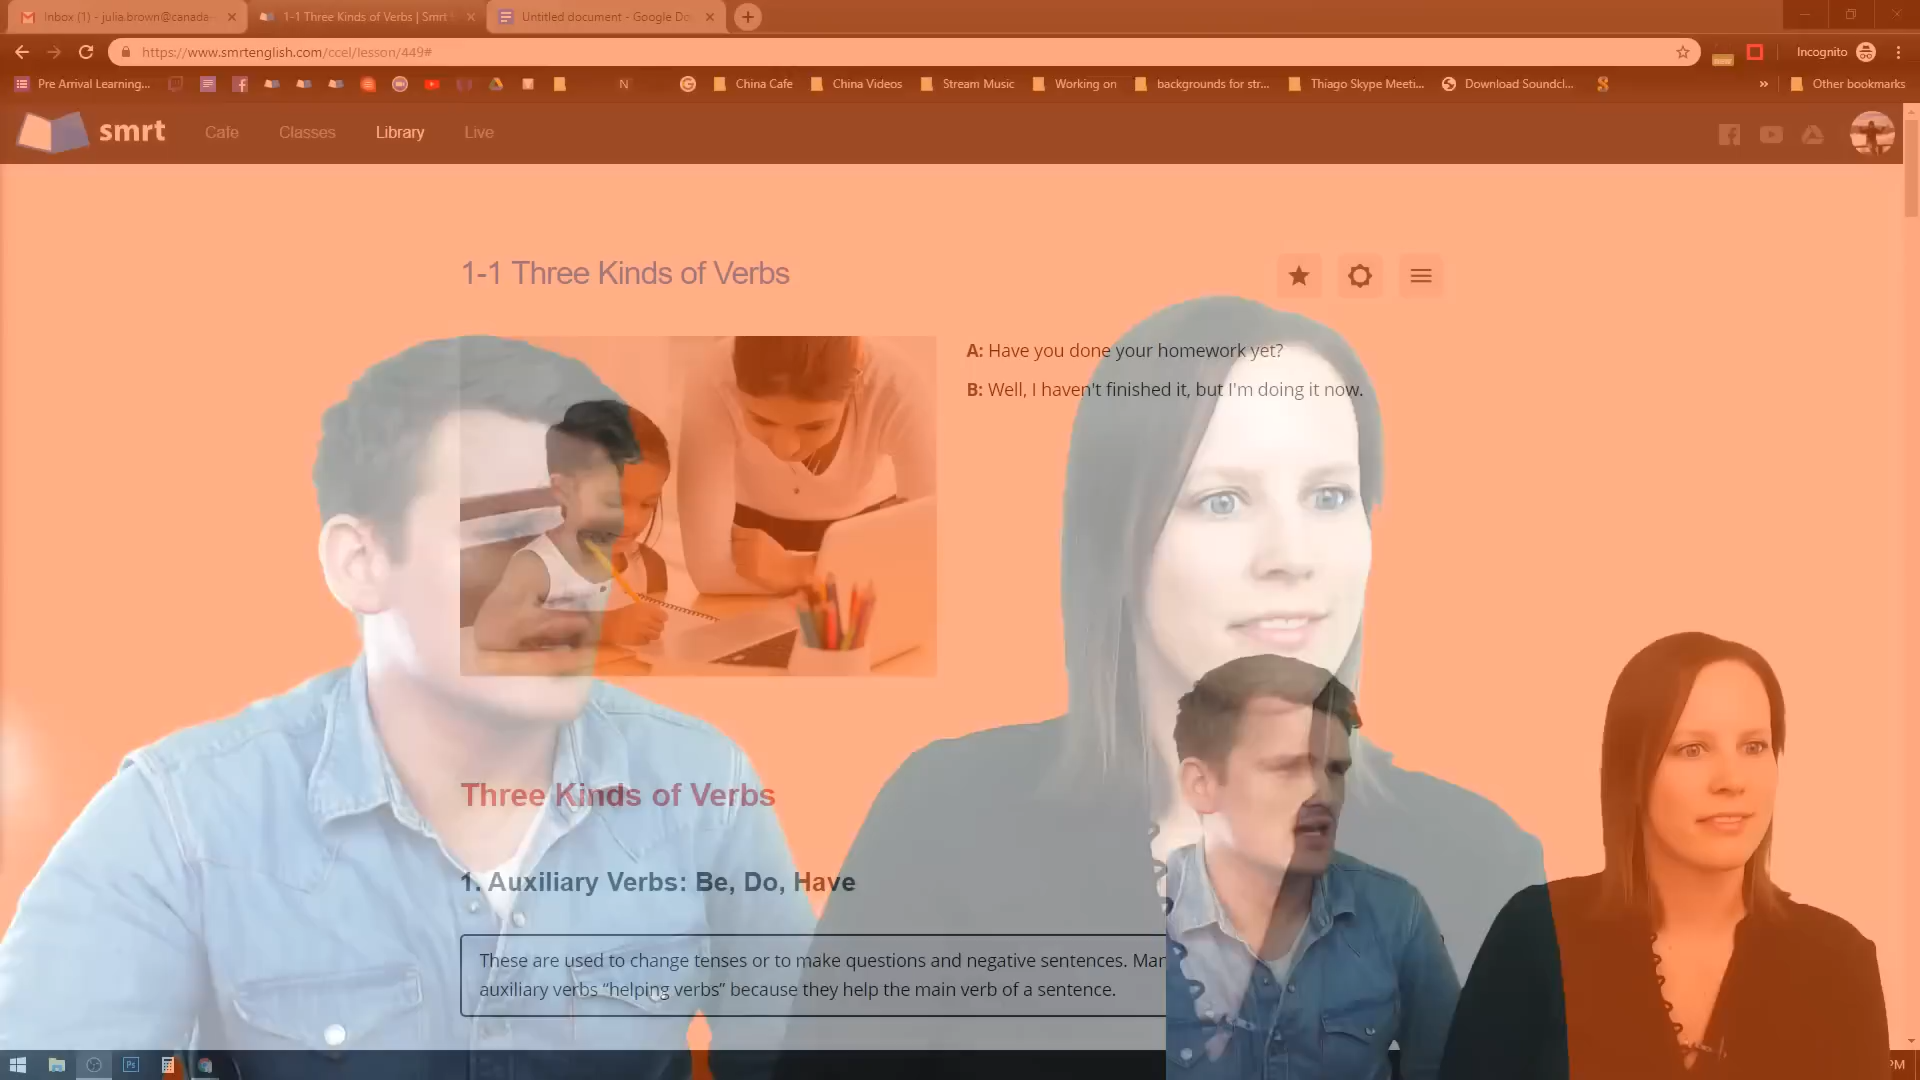 Inbox (1) - julia.brown@canada-
1-1 Three Kinds of Verbs | Smrt
Untitled document - Google Do
https://www.smrtenglish.com/ccel/lesson/449#
Incognito
Pre Arrival Learning...
N
China Cafe
China Videos
Stream Music
Working on
backgrounds for str...
Thiago Skype Meeti...
Download Soundcl...
»
Other bookmarks
smrt
Cafe
Classes
Library
Live
1-1 Three Kinds of Verbs
A: Have you done your homework yet?
B: Well, I haven't finished it, but I'm doing it now.
Three Kinds of Verbs
1. Auxiliary Verbs: Be, Do, Have
These are used to change tenses or to make questions and negative sentences. Mar
auxiliary verbs “helping verbs” because they help the main verb of a sentence.
Ps
PM